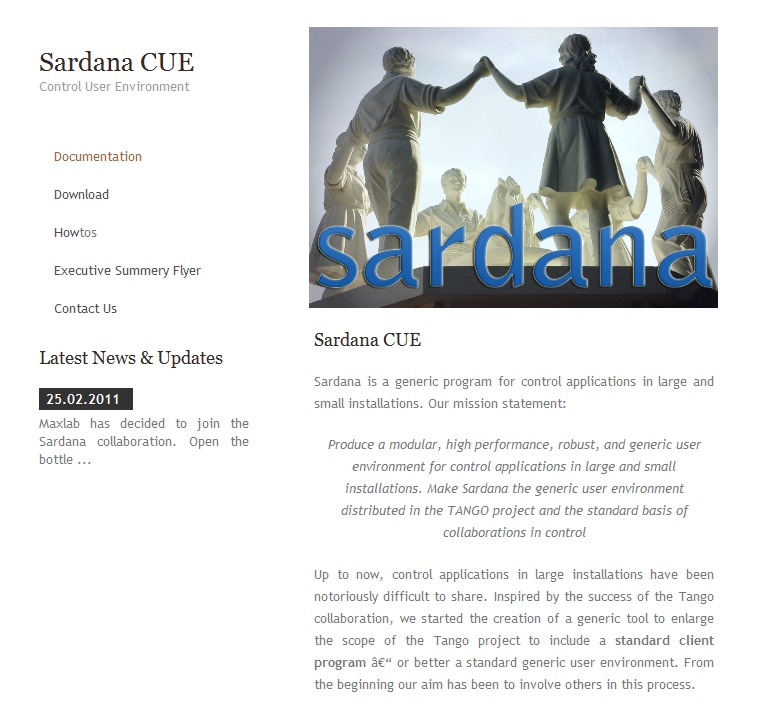 Sardana CUE
Control User Environment
Documentation
Download
Howtos
Executive Summery Flyer
Contact Us
Latest News & Updates
25.02.2011
Maxlab has decided to join the
Sardana collaboration. Open the
bottle ...
sardana
Sardana CUE
Sardana is a generic program for control applications in large and
small installations. Our mission statement:
Produce a modular, high performance, robust, and generic user
environment for control applications in large and small
installations. Make Sardana the generic user environment
distributed in the TANGO project and the standard basis of
collaborations in control
Up to now, control applications in large installations have been
notoriously difficult to share. Inspired by the success of the Tango
collaboration, we started the creation of a generic tool to enlarge
the scope of the Tango project to include a standard client
program â€“ or better a standard generic user environment. From
the beginning our aim has been to involve others in this process.